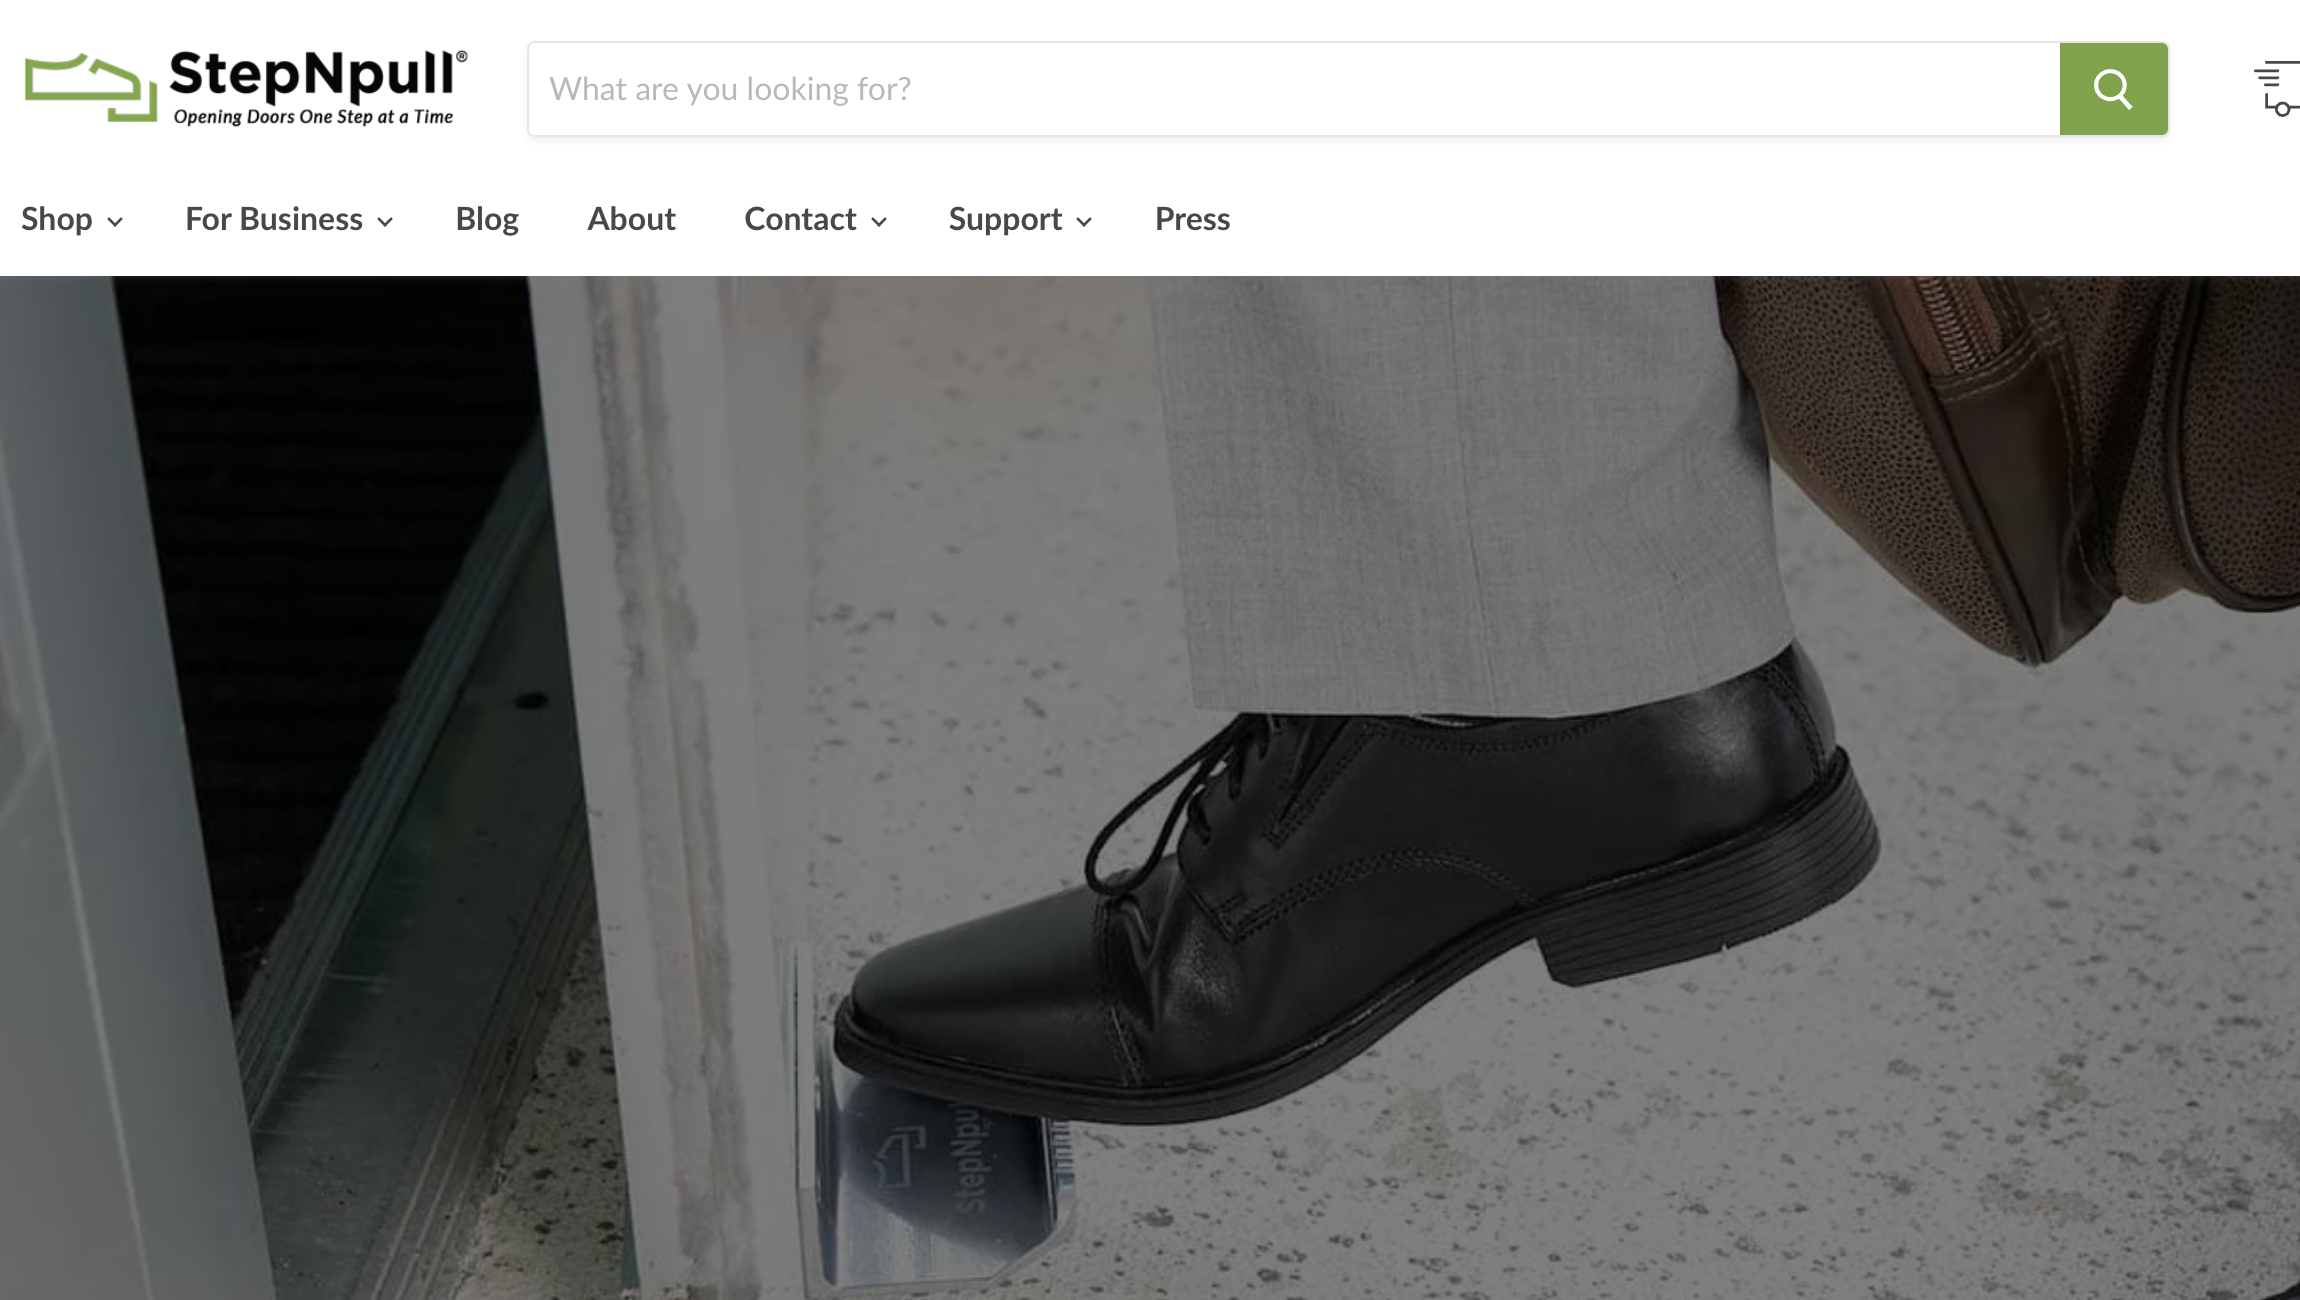 StepNpull®
Opening Doors One Step at a Time
What are you looking for?
Shop
For Business
Blog
About
Contact
Support
Press
StepNpul